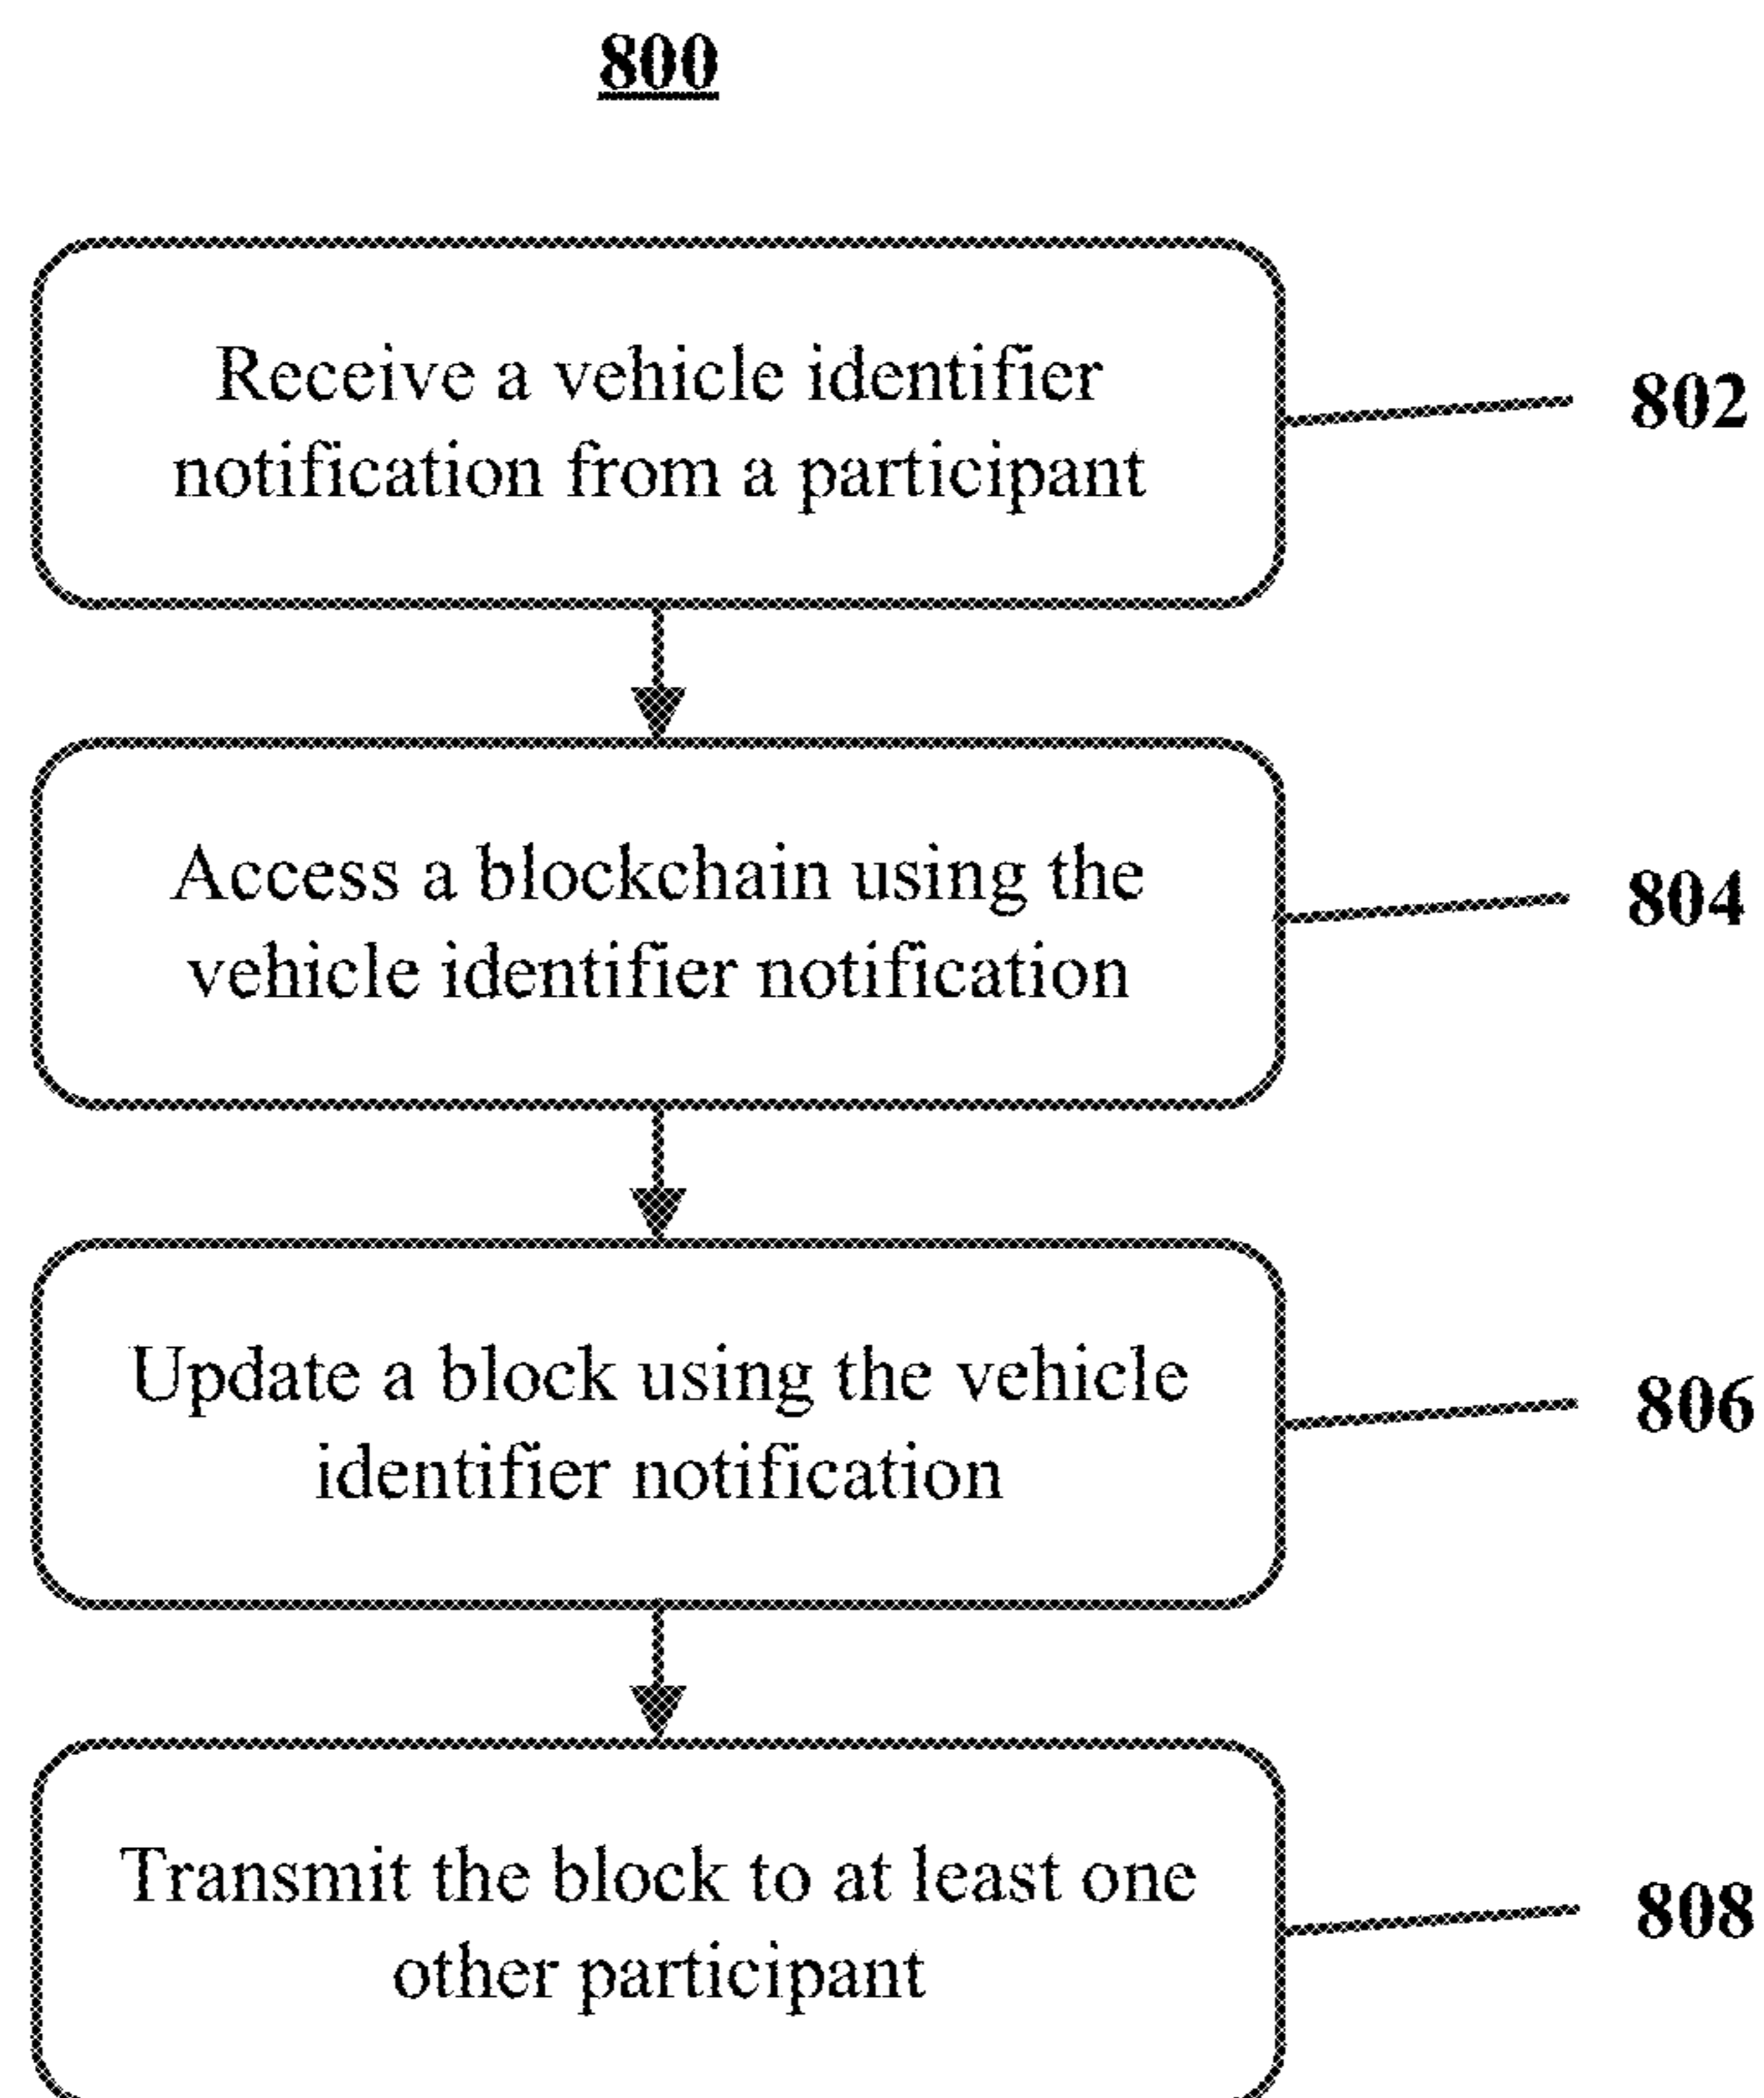 800
Receive a vehicle identifier
notification from a participant
802
Access a blockchain using the
vehicle identifier notification
804
Update a block using the vehicle
identifier notification
806
Transmit the block to at least one
other participant
808